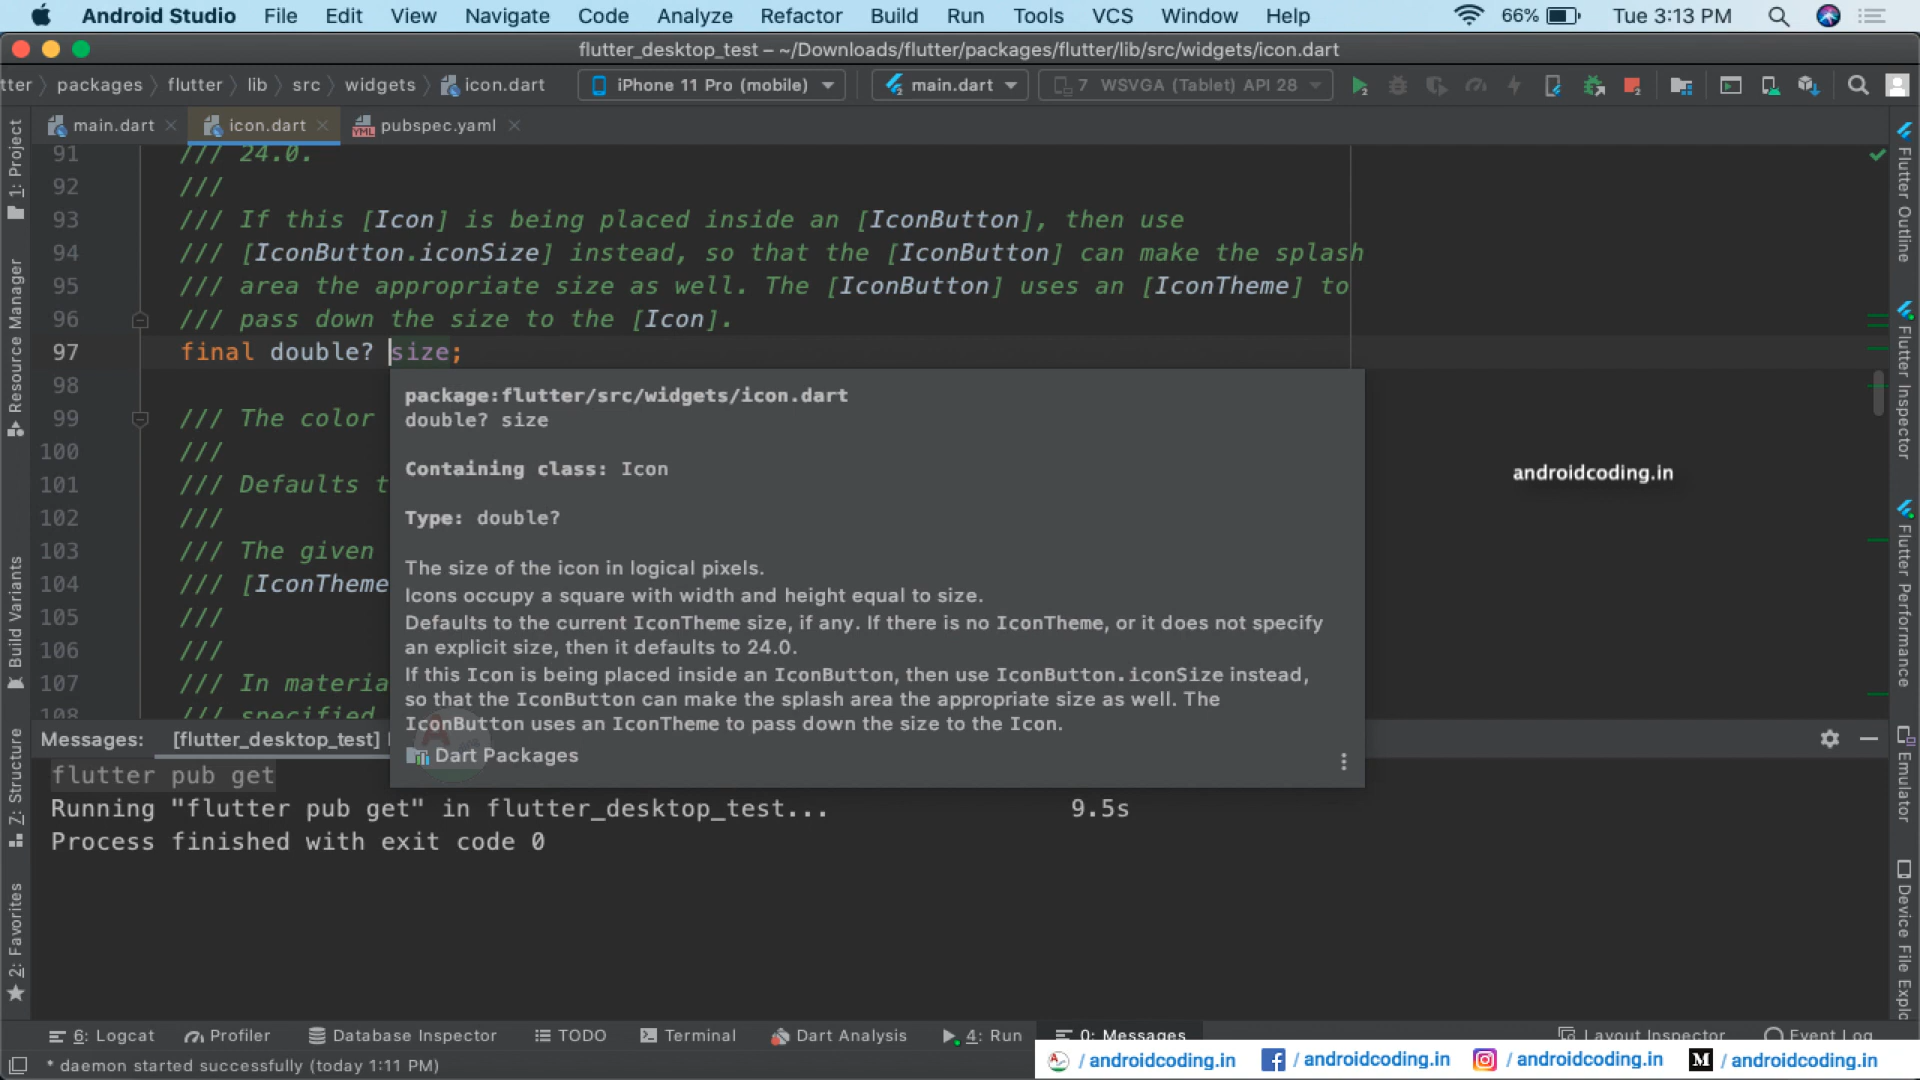 Android Studio File Edit View Navigate Code Analyze Refactor Build Run Tools VCS Window Help 66% Tue 3:13 PM
flutter_desktop_test – ~/Downloads/flutter/packages/flutter/lib/src/widgets/icon.dart
tter packages flutter lib src widgets icon.dart iPhone 11 Pro (mobile) main.dart 7 WSVGA (Tablet) API 28
main.dart icon.dart pubspec.yaml
91 /// 24.0.
92 ///
93 /// If this [Icon] is being placed inside an [IconButton], then use
94 /// [IconButton.iconSize] instead, so that the [IconButton] can make the splash
95 /// area the appropriate size as well. The [IconButton] uses an [IconTheme] to
96 /// pass down the size to the [Icon].
97 final double? size;
98
99 /// The color
100 ///
101 /// Defaults t
102 ///
103 /// The given
104 /// [IconTheme
105 ///
106 ///
107 /// In materia
108 /// specified
package:flutter/src/widgets/icon.dart
double? size
Containing class: Icon
Type: double?
The size of the icon in logical pixels.
Icons occupy a square with width and height equal to size.
Defaults to the current IconTheme size, if any. If there is no IconTheme, or it does not specify
an explicit size, then it defaults to 24.0.
If this Icon is being placed inside an IconButton, then use IconButton.iconSize instead,
so that the IconButton can make the splash area the appropriate size as well. The
IconButton uses an IconTheme to pass down the size to the Icon.
Dart Packages
androidcoding.in
1: Project
Resource Manager
Build Variants
7: Structure
2: Favorites
Flutter Outline
Flutter Inspector
Flutter Performance
Emulator
Device File Explo
Messages: [flutter_desktop_test]
flutter pub get
Running "flutter pub get" in flutter_desktop_test... 9.5s
Process finished with exit code 0
6: Logcat Profiler Database Inspector TODO Terminal Dart Analysis 4: Run 0: Messages Layout Inspector Event Log
* daemon started successfully (today 1:11 PM)
/ androidcoding.in / androidcoding.in / androidcoding.in / androidcoding.in